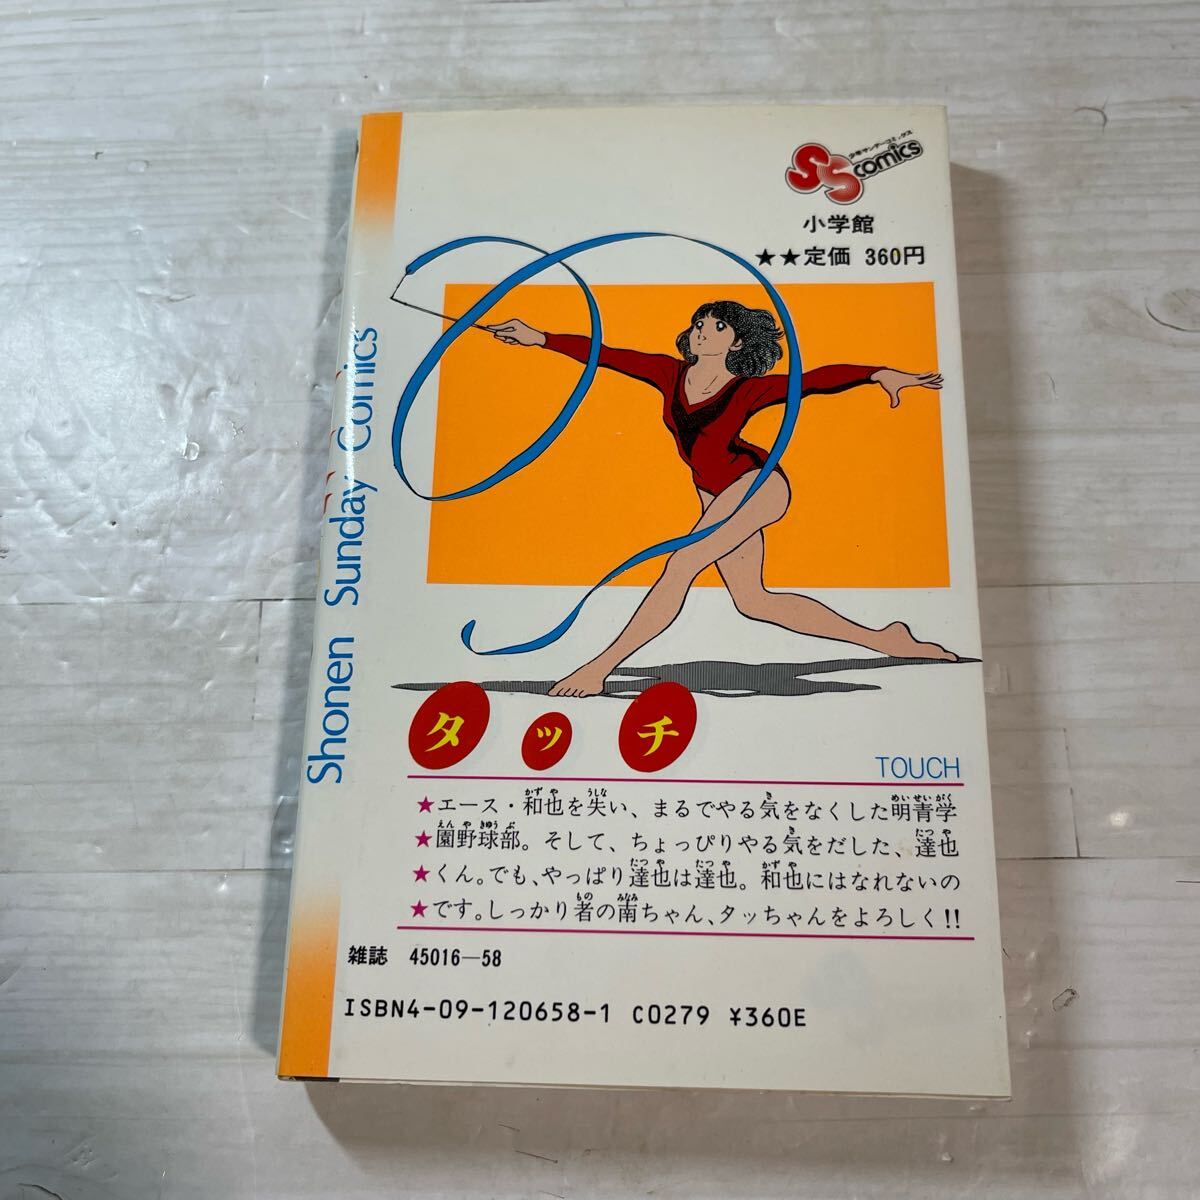 少年サンデーコミックス
SS comics
小学館
★★定価 360円
Shonen Sunday Comics
タッチ
TOUCH
★エース・和也を失い、まるでやる気をなくした明青学
★園野球部。そして、ちょっぴりやる気をだした、達也
★くん。でも、やっぱり達也は達也。和也にはなれないの
★です。しっかり者の南ちゃん、タッちゃんをよろしく!!
雑誌 45016-58
ISBN4-09-120658-1 C0279 ¥360E